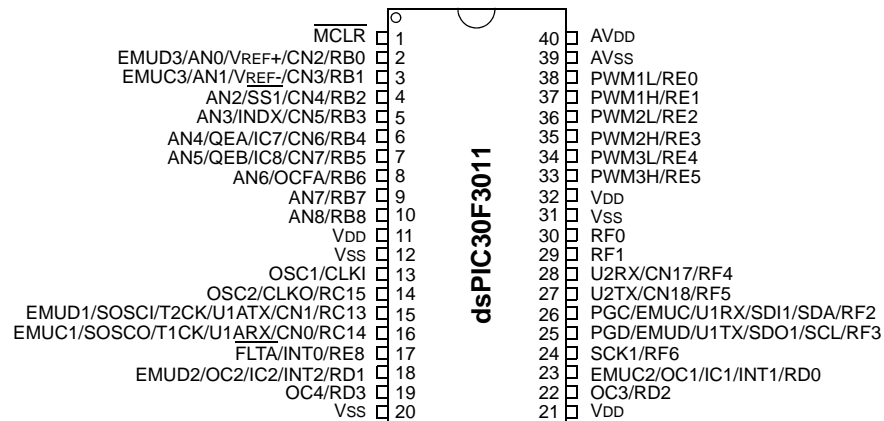 MCLR 1
EMUD3/AN0/VREF+/CN2/RB0 2
EMUC3/AN1/VREF-/CN3/RB1 3
AN2/SS1/CN4/RB2 4
AN3/INDX/CN5/RB3 5
AN4/QEA/IC7/CN6/RB4 6
AN5/QEB/IC8/CN7/RB5 7
AN6/OCFA/RB6 8
AN7/RB7 9
AN8/RB8 10
VDD 11
VSS 12
OSC1/CLKI 13
OSC2/CLKO/RC15 14
EMUD1/SOSCI/T2CK/U1ATX/CN1/RC13 15
EMUC1/SOSCO/T1CK/U1ARX/CN0/RC14 16
FLTA/INT0/RE8 17
EMUD2/OC2/IC2/INT2/RD1 18
OC4/RD3 19
VSS 20
dsPIC30F3011
40 AVDD
39 AVSS
38 PWM1L/RE0
37 PWM1H/RE1
36 PWM2L/RE2
35 PWM2H/RE3
34 PWM3L/RE4
33 PWM3H/RE5
32 VDD
31 VSS
30 RF0
29 RF1
28 U2RX/CN17/RF4
27 U2TX/CN18/RF5
26 PGC/EMUC/U1RX/SDI1/SDA/RF2
25 PGD/EMUD/U1TX/SDO1/SCL/RF3
24 SCK1/RF6
23 EMUC2/OC1/IC1/INT1/RD0
22 OC3/RD2
21 VDD